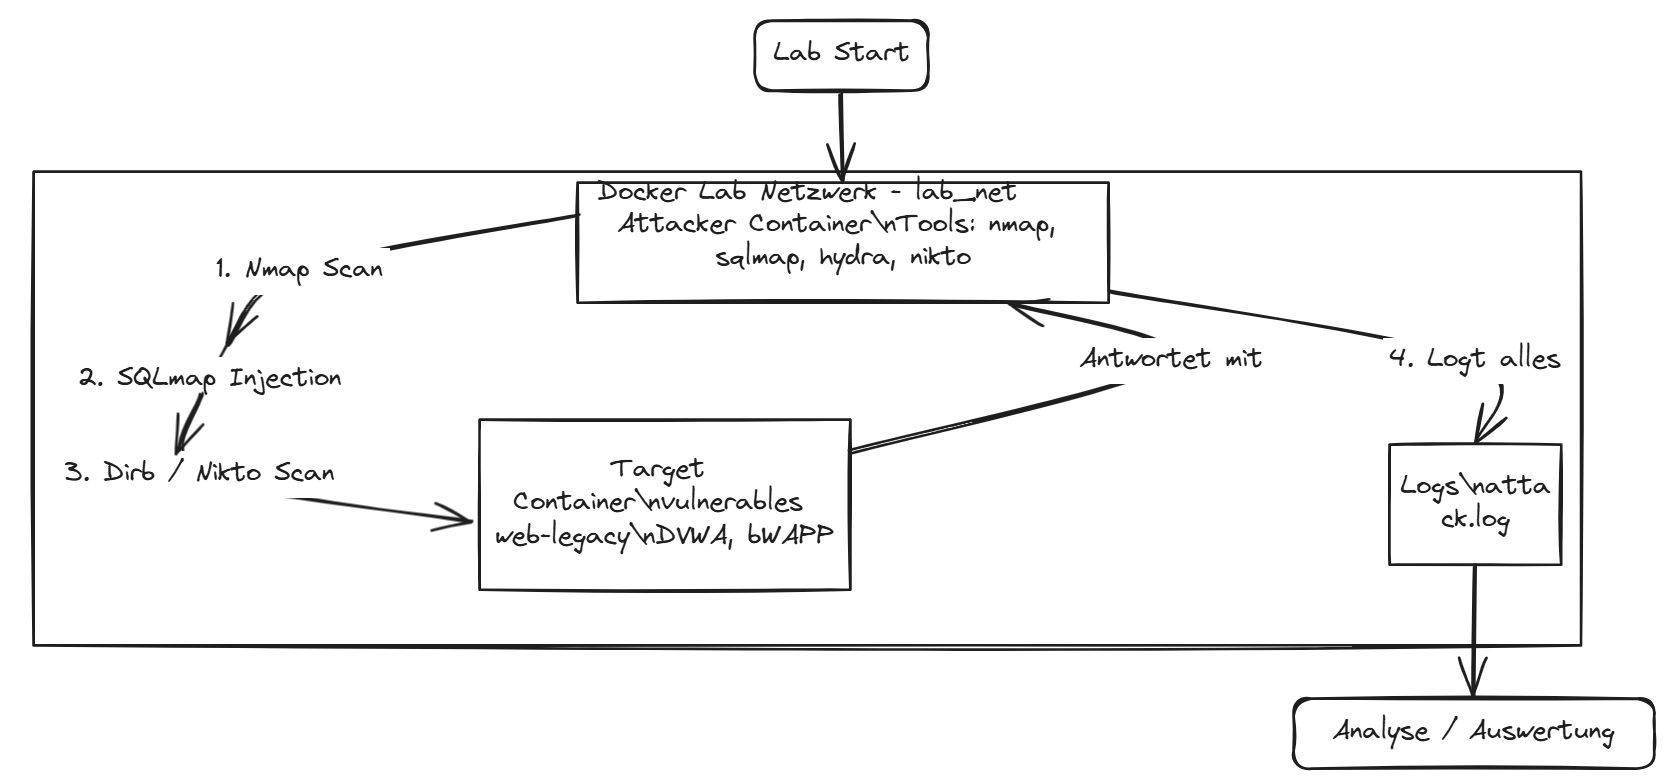 Lab Start
Docker Lab Netzwerk - lab_net
Attacker Container\nTools: nmap,
sqlmap, hydra, nikto
1. Nmap Scan
2. SQLmap Injection
3. Dirb / Nikto Scan
Antwortet mit
4. Logt alles
Target
Container\nvulnerables
web-legacy\nDVWA, bWAPP
Logs\natta
ck.log
Analyse / Auswertung